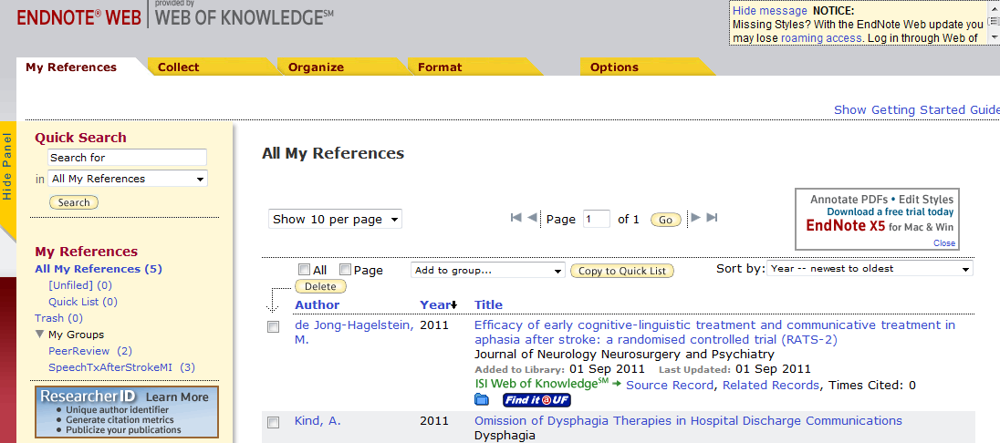 provided by
ENDNOTE® WEB WEB OF KNOWLEDGE℠
Hide message NOTICE:
Missing Styles? With the EndNote Web update you
may lose roaming access. Log in through Web of
My References Collect Organize Format Options
Show Getting Started Guide
Hide Panel
Quick Search
Search for
in All My References
Search
My References
All My References (5)
[Unfiled] (0)
Quick List (0)
Trash (0)
My Groups
PeerReview (2)
SpeechTxAfterStrokeMI (3)
ResearcherID Learn More
• Unique author identifier
• Generate citation metrics
• Publicize your publications
All My References
Show 10 per page Page 1 of 1 Go
Annotate PDFs • Edit Styles
Download a free trial today
EndNote X5 for Mac & Win
Close
All Page Add to group... Copy to Quick List Sort by: Year -- newest to oldest
Delete
Author Year Title
de Jong-Hagelstein, 2011 Efficacy of early cognitive-linguistic treatment and communicative treatment in
M. aphasia after stroke: a randomised controlled trial (RATS-2)
Journal of Neurology Neurosurgery and Psychiatry
Added to Library: 01 Sep 2011 Last Updated: 01 Sep 2011
ISI Web of Knowledge℠ → Source Record, Related Records, Times Cited: 0
Find it @ UF
Kind, A. 2011 Omission of Dysphagia Therapies in Hospital Discharge Communications
Dysphagia